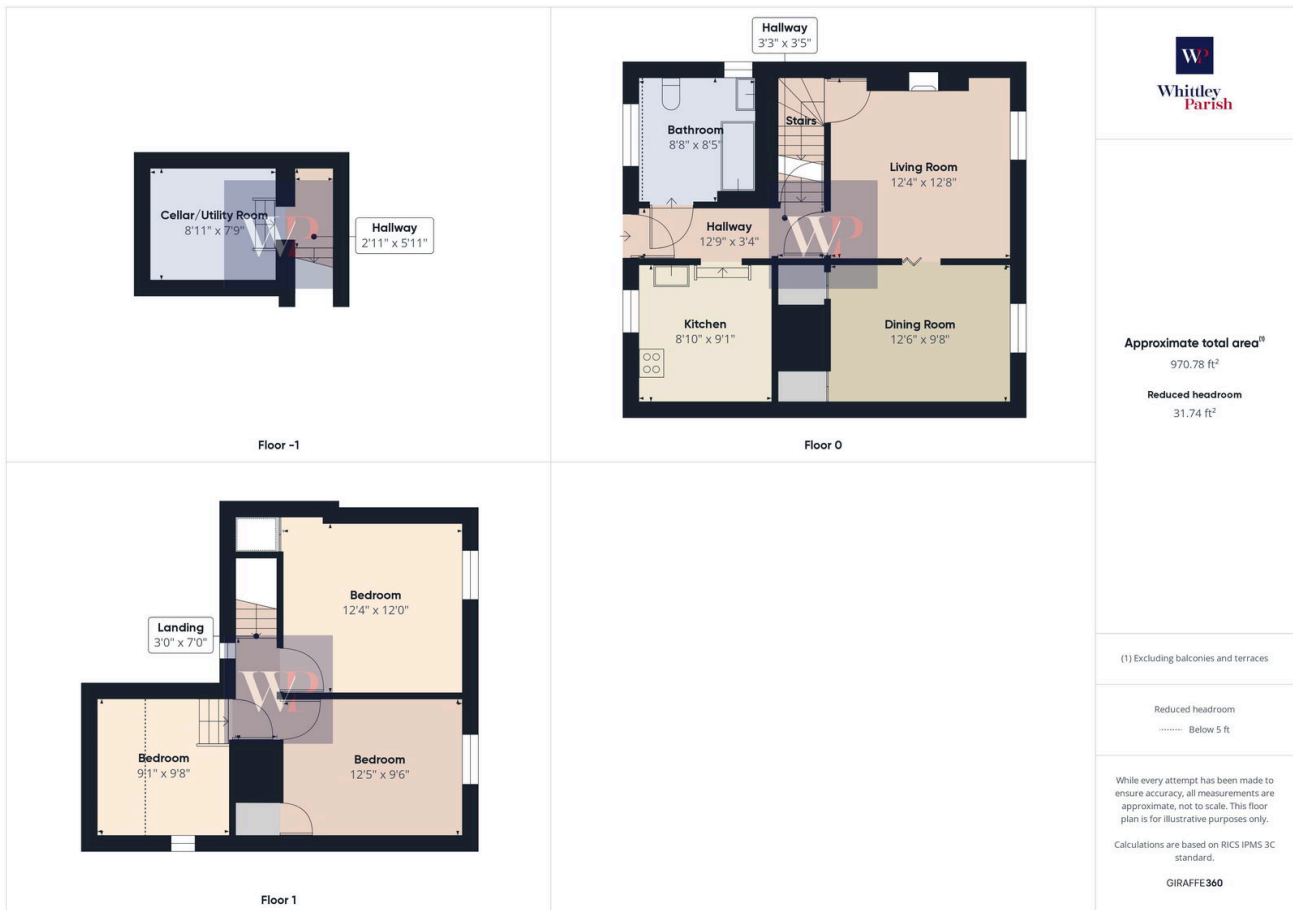 Cellar/Utility Room
8'11" x 7'9"
Hallway
2'11" x 5'11"
WP
Floor -1
Hallway
3'3" x 3'5"
Bathroom
8'8" x 8'5"
Stairs
Living Room
12'4" x 12'8"
Hallway
12'9" x 3'4"
WP
Kitchen
8'10" x 9'1"
Dining Room
12'6" x 9'8"
Floor 0
Bedroom
12'4" x 12'0"
Landing
3'0" x 7'0"
WP
Bedroom
9'1" x 9'8"
Bedroom
12'5" x 9'6"
Floor 1
WP
Whittley
Parish
Approximate total area(1)
970.78 ft²
Reduced headroom
31.74 ft²
(1) Excluding balconies and terraces
Reduced headroom
Below 5 ft
While every attempt has been made to
ensure accuracy, all measurements are
approximate, not to scale. This floor
plan is for illustrative purposes only.
Calculations are based on RICS IPMS 3C
standard.
GIRAFFE360